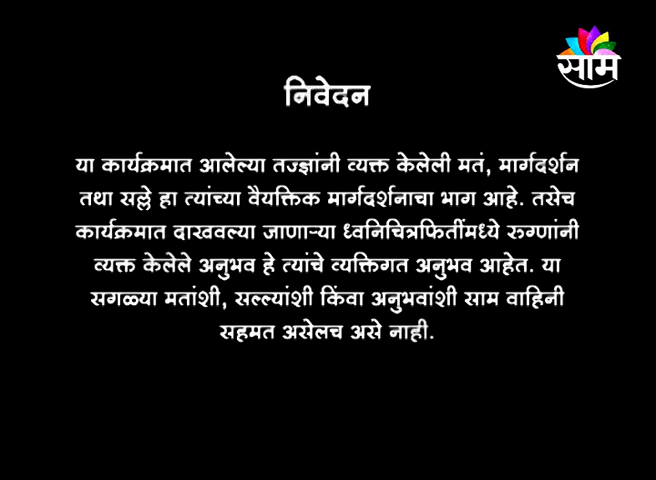 साम
निवेदन
या कार्यक्रमात आलेल्या तज्ज्ञांनी व्यक्त केलेली मतं, मार्गदर्शन
तथा सल्ले हा त्यांच्या वैयक्तिक मार्गदर्शनाचा भाग आहे. तसेच
कार्यक्रमात दाखवल्या जाणाऱ्या ध्वनिचित्रफितींमध्ये रुग्णांनी
व्यक्त केलेले अनुभव हे त्यांचे व्यक्तिगत अनुभव आहेत. या
सगळ्या मतांशी, सल्ल्यांशी किंवा अनुभवांशी साम वाहिनी
सहमत असेलच असे नाही.